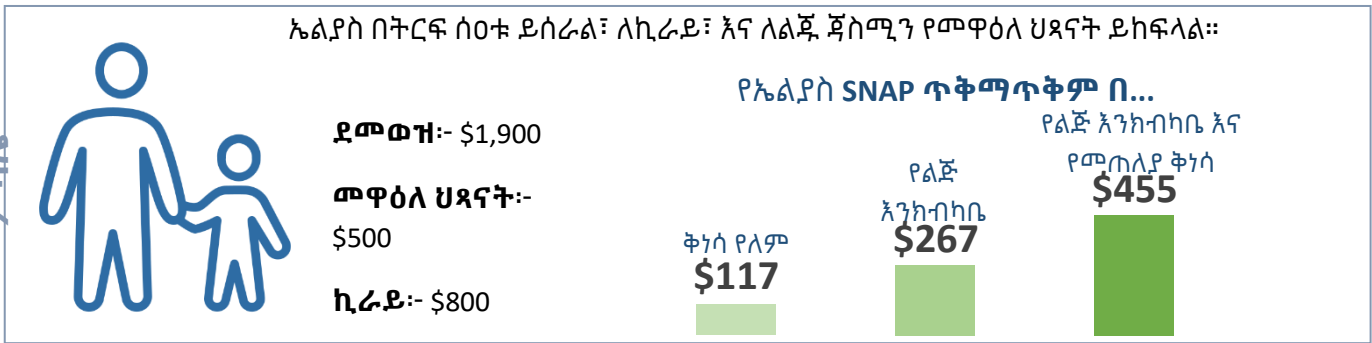 ኤልያስ በትርፍ ሰዐቱ ይሰራል፣ ለኪራይ፣ እና ለልጁ ጃስሚን የመዋዕለ ህጻናት ይከፍላል።
ደመወዝ፡- $1,900
መዋዕለ ህጻናት፡-
$500
ኪራይ፡- $800
የኤልያስ SNAP ጥቅማጥቅም በ...
ቅነሳ የለም
$117
የልጅ
እንክብካቤ
$267
የልጅ እንክብካቤ እና
የመጠለያ ቅነሳ
$455